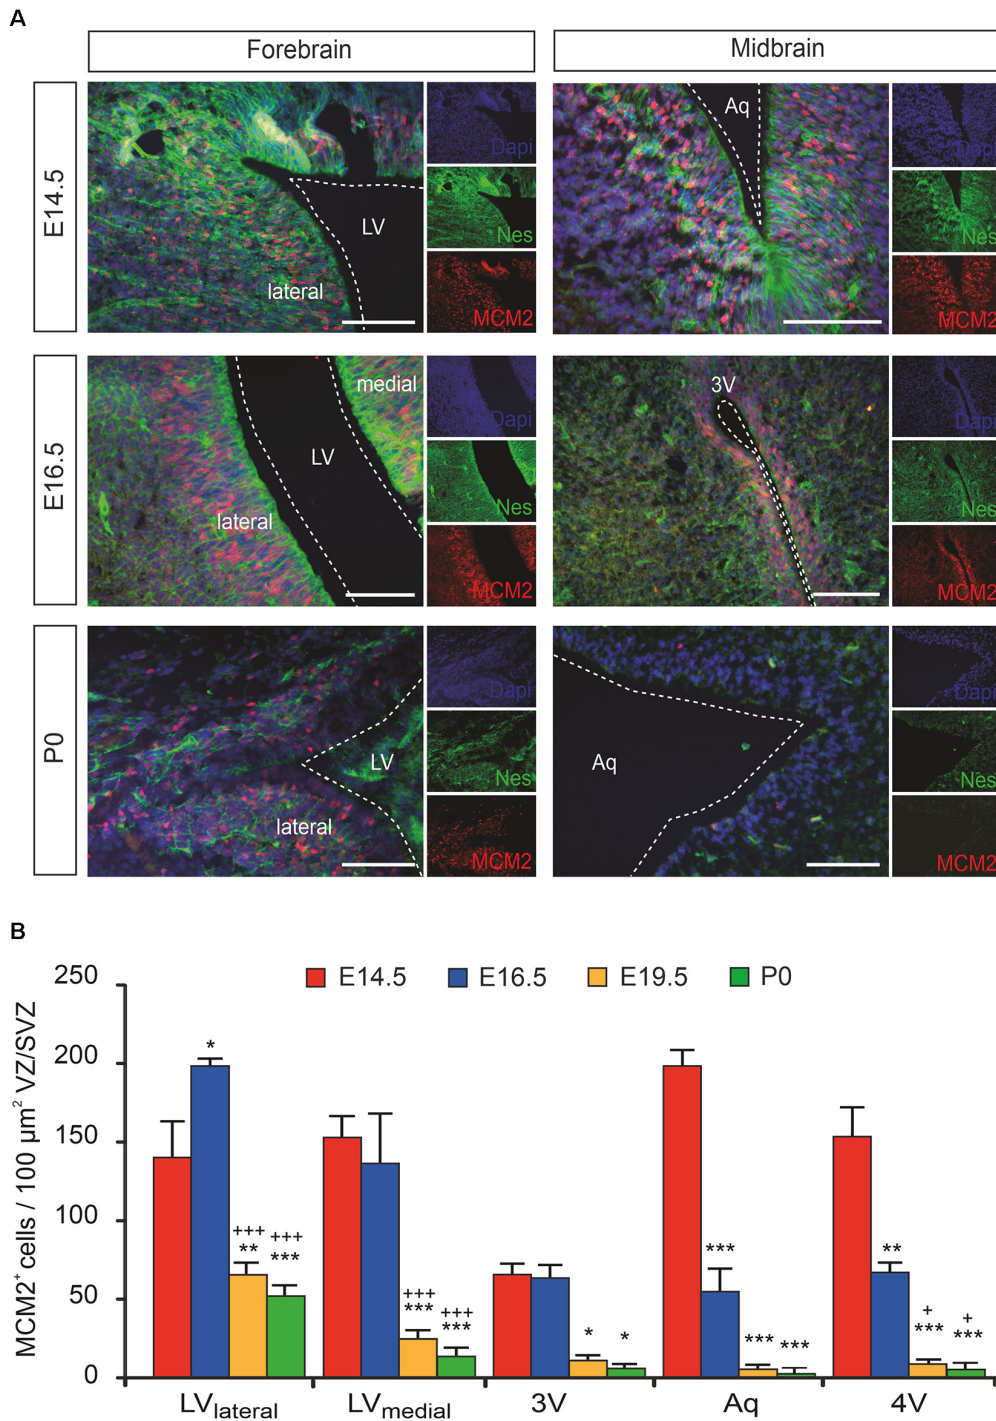 A
Forebrain
Midbrain
E14.5
LV
lateral
Dapi
Nes
MCM2
Aq
Dapi
Nes
MCM2
E16.5
medial
LV
lateral
Dapi
Nes
MCM2
3V
Dapi
Nes
MCM2
P0
LV
lateral
Dapi
Nes
MCM2
Aq
Dapi
Nes
MCM2
B
MCM2⁺ cells / 100 µm² VZ/SVZ
250
200
150
100
50
0
E14.5 E16.5 E19.5 P0
*
+++ +++
** ***
+++ +++
*** ***
* *
*** *** ***
** + +
*** ***
LVlateral LVmedial 3V Aq 4V